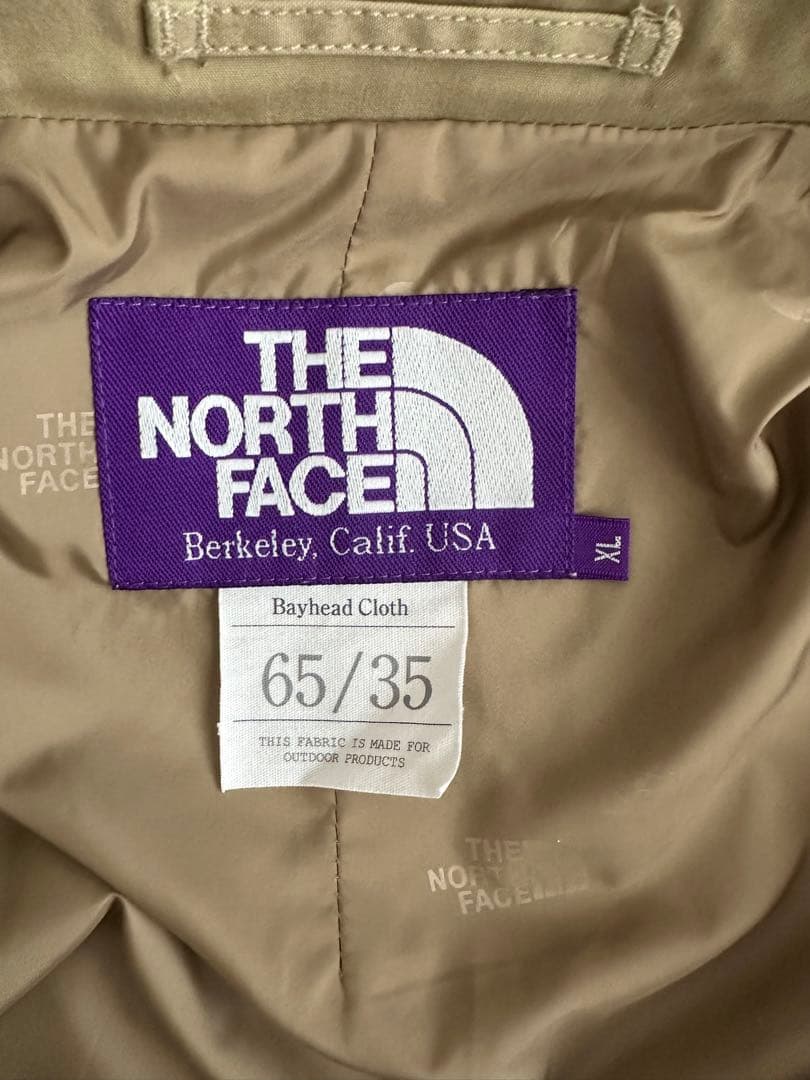 THE
NORTH
FACE
Berkeley, Calif. USA
XL
Bayhead Cloth
65/35
THIS FABRIC IS MADE FOR
OUTDOOR PRODUCTS
THE
NORTH
FACE
THE
NORTH
FACE